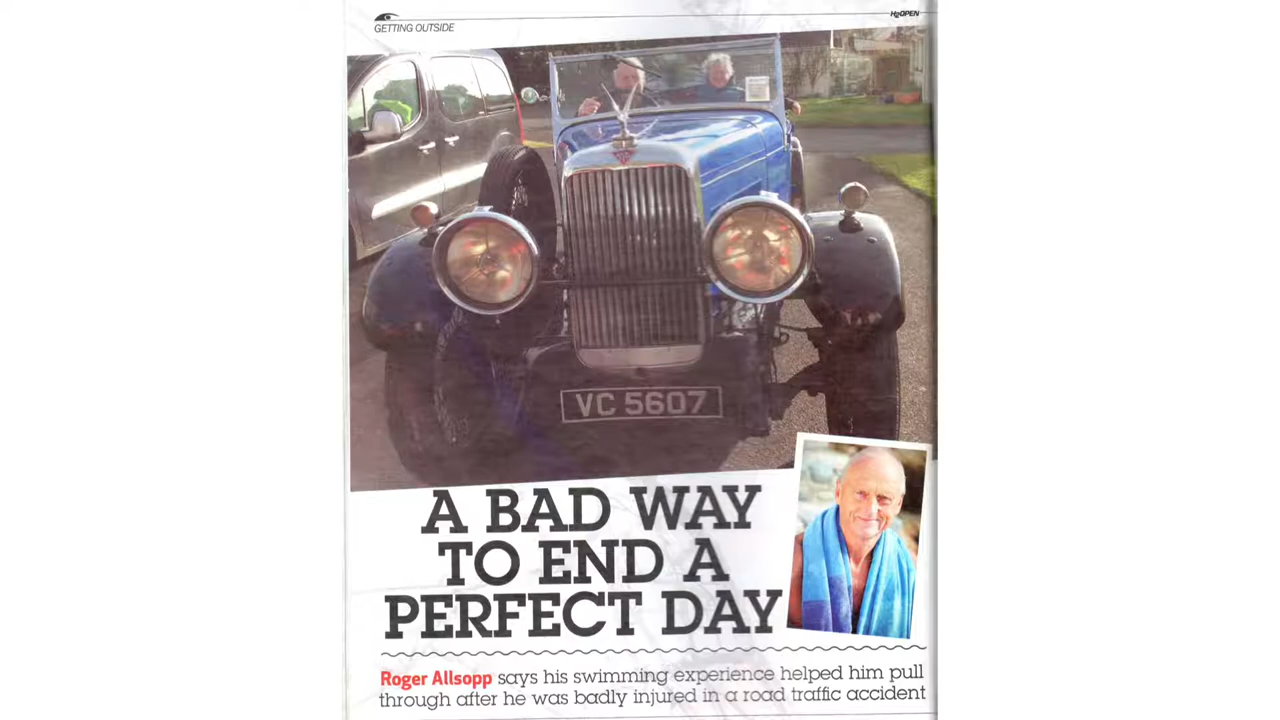 GETTING OUTSIDE
H2OPEN
VC 5607
A BAD WAY
TO END A
PERFECT DAY
Roger Allsopp says his swimming experience helped him pull
through after he was badly injured in a road traffic accident